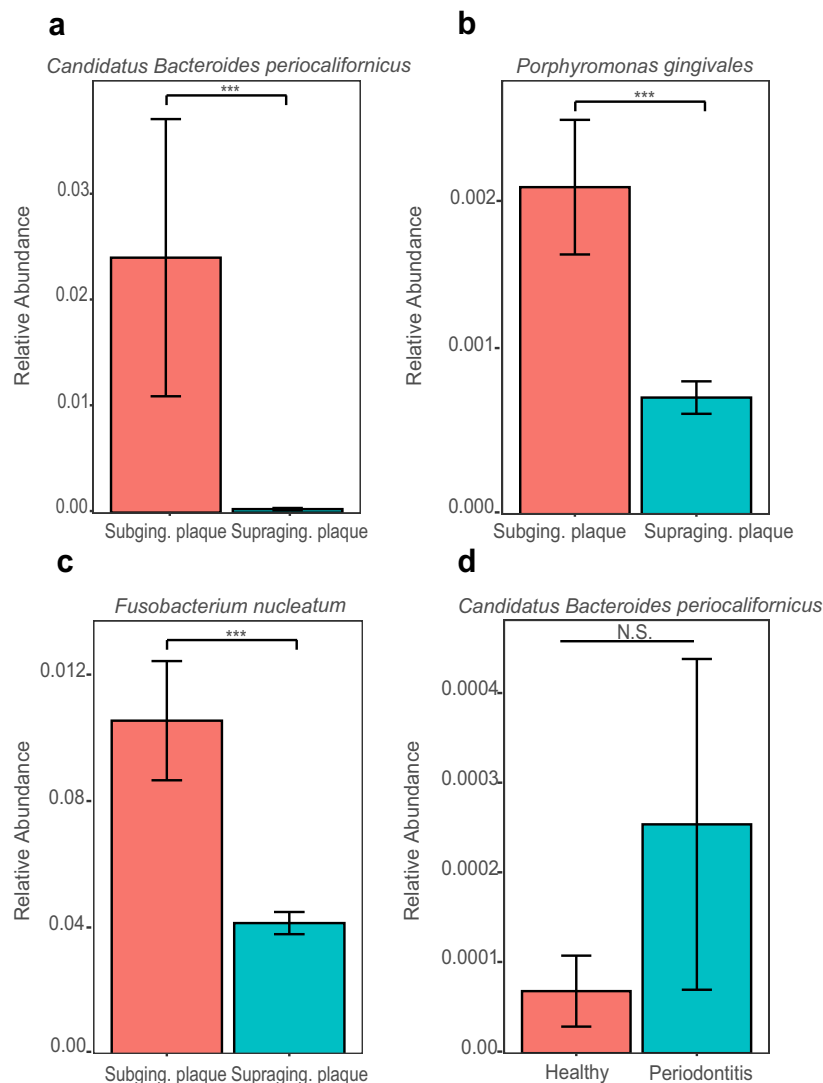 a
Candidatus Bacteroides periocalifornicus
***
0.03
0.02
0.01
0.00
Relative Abundance
Subging. plaque Supraging. plaque
b
Porphyromonas gingivales
***
0.002
0.001
0.000
Relative Abundance
Subging. plaque Supraging. plaque
c
Fusobacterium nucleatum
***
0.012
0.08
0.04
0.00
Relative Abundance
Subging. plaque Supraging. plaque
d
Candidatus Bacteroides periocalifornicus
N.S.
0.0004
0.0003
0.0002
0.0001
0.00
Relative Abundance
Healthy Periodontitis